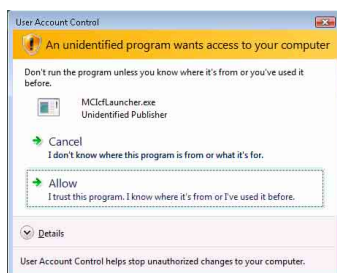 User Account Control
An unidentified program wants access to your computer
Don't run the program unless you know where it's from or you've used it
before.
MCIcfLauncher.exe
Unidentified Publisher
Cancel
I don't know where this program is from or what it's for.
Allow
I trust this program. I know where it's from or I've used it before.
Details
User Account Control helps stop unauthorized changes to your computer.